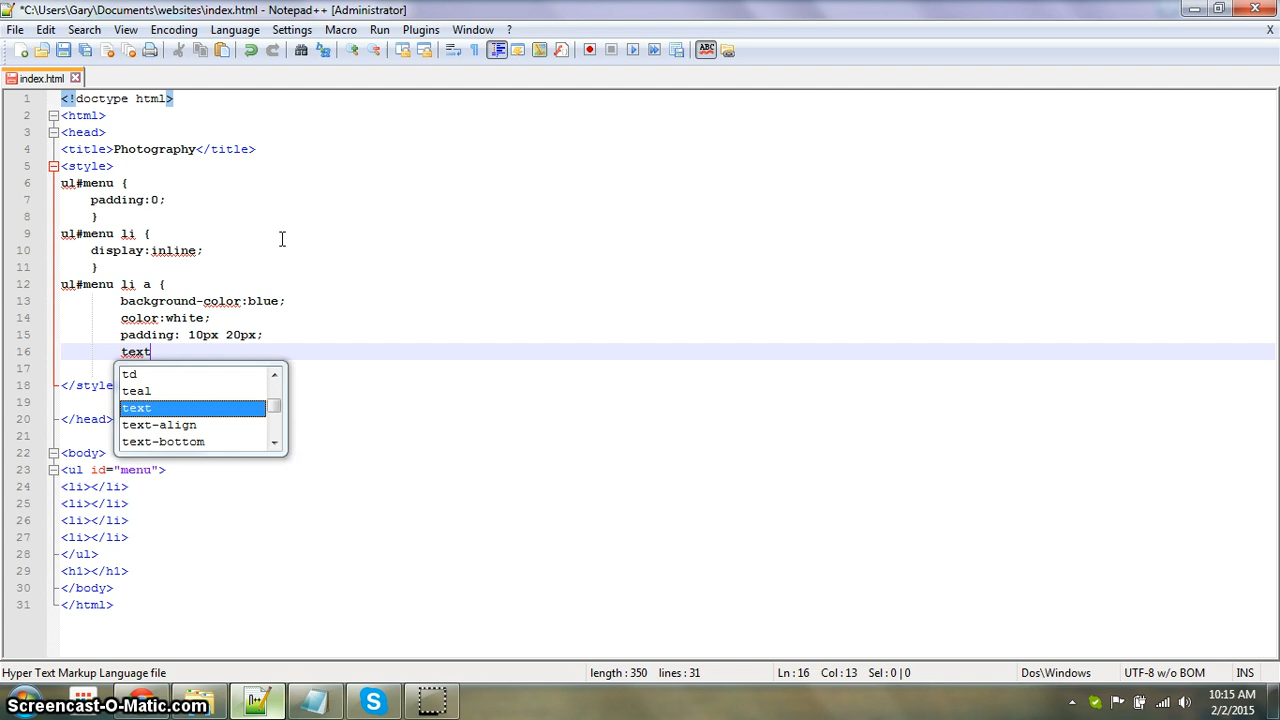 *C:\Users\Gary\Documents\websites\index.html - Notepad++ [Administrator]
File Edit Search View Encoding Language Settings Macro Run Plugins Window ? X
ABC
index.html
1 <!doctype html>
2 <html>
3 <head>
4 <title>Photography</title>
5 <style>
6 ul#menu {
7 padding:0;
8 }
9 ul#menu li {
10 display:inline;
11 }
12 ul#menu li a {
13 background-color:blue;
14 color:white;
15 padding: 10px 20px;
16 text
17
td
18 </style
teal
19
text
20 </head>
text-align
21
text-bottom
22 <body>
23 <ul id="menu">
24 <li></li>
25 <li></li>
26 <li></li>
27 <li></li>
28 </ul>
29 <h1></h1>
30 </body>
31 </html>
Hyper Text Markup Language file length : 350 lines : 31 Ln : 16 Col : 13 Sel : 0 | 0 Dos\Windows UTF-8 w/o BOM INS
Screencast-O-Matic.com
10:15 AM
2/2/2015